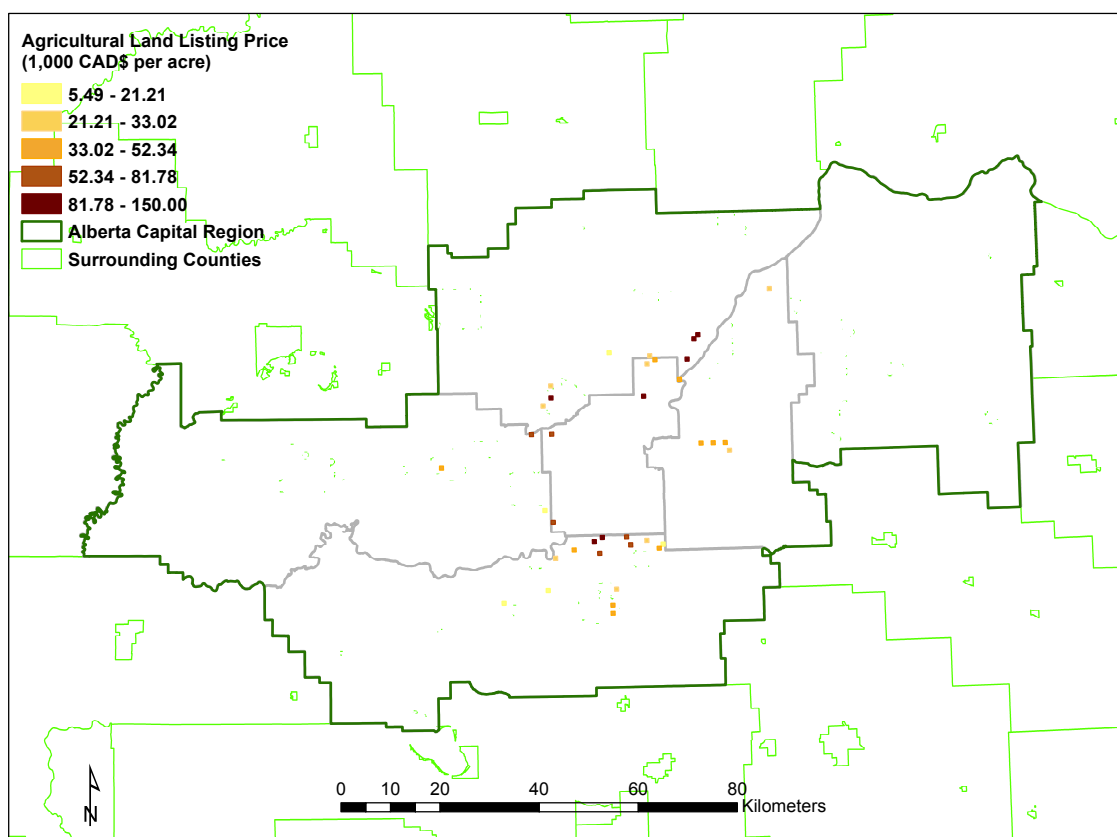 Agricultural Land Listing Price
(1,000 CAD$ per acre)
5.49 - 21.21
21.21 - 33.02
33.02 - 52.34
52.34 - 81.78
81.78 - 150.00
Alberta Capital Region
Surrounding Counties
N
0 10 20 40 60 80
Kilometers